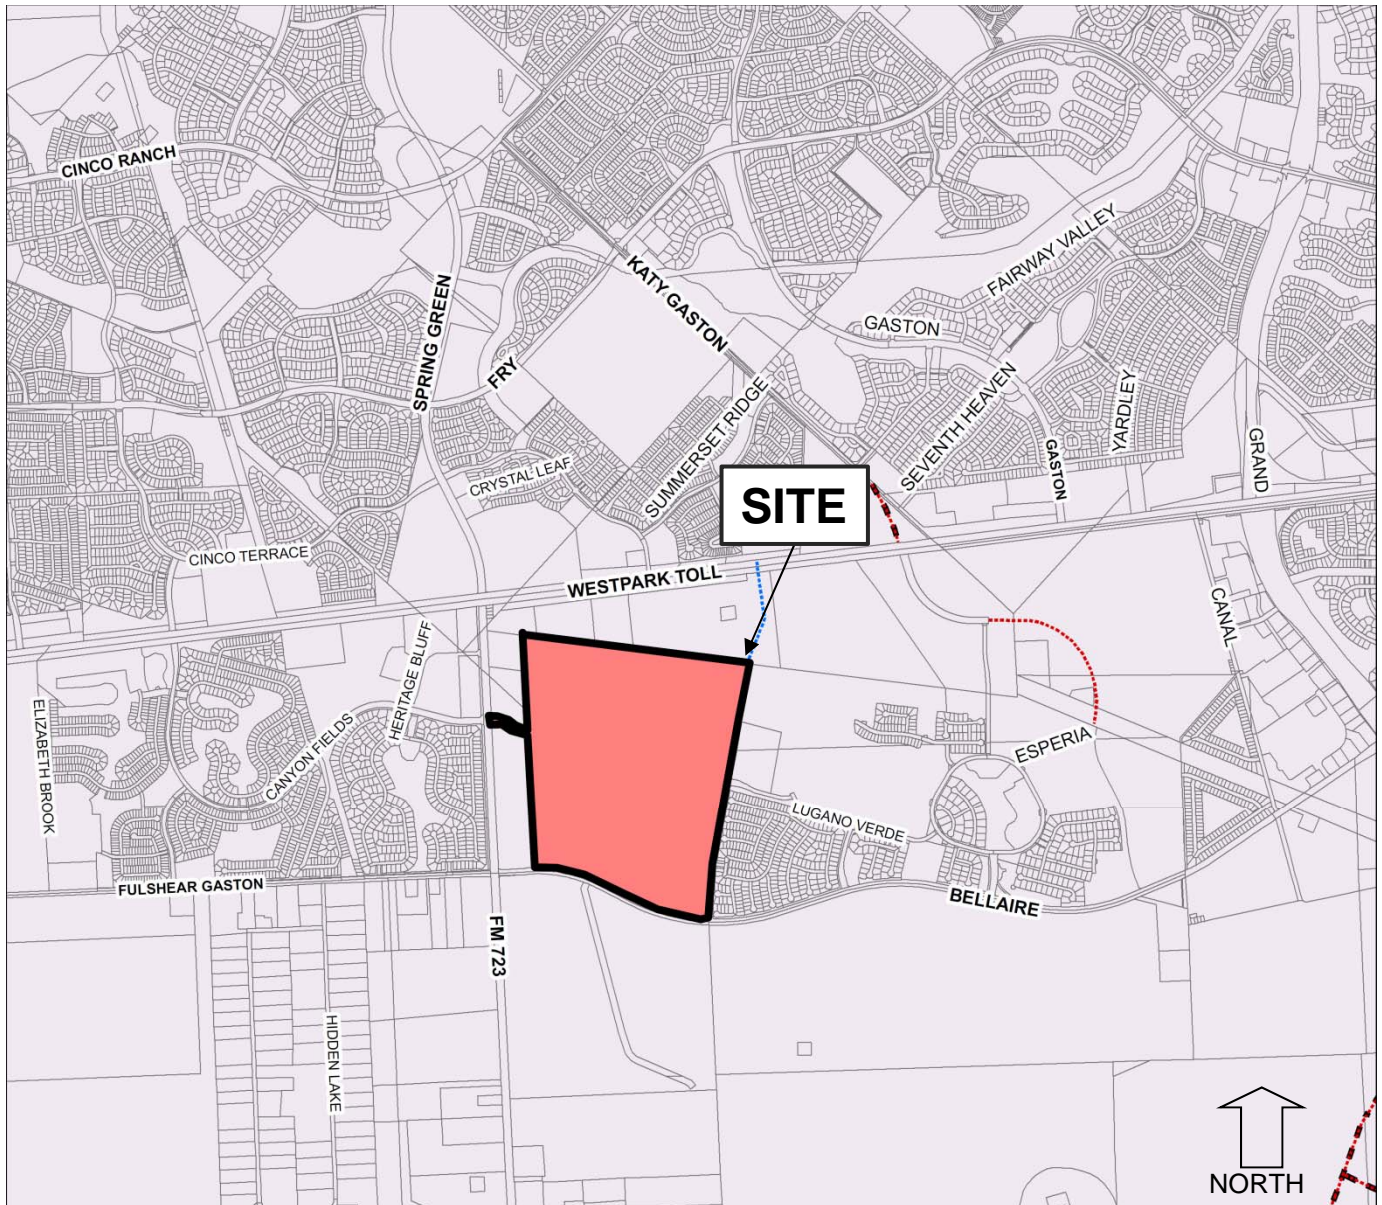 CINCO RANCH
FAIRWAY VALLEY
KATY GASTON
SPRING GREEN
GASTON
FRY
SEVENTH HEAVEN
YARDLEY
SUMMERSET RIDGE
GASTON
GRAND
CRYSTAL LEAF
SITE
CINCO TERRACE
WESTPARK TOLL
CANAL
HERITAGE BLUFF
ELIZABETH BROOK
CANYON FIELDS
ESPERIA
LUGANO VERDE
FULSHEAR GASTON
BELLAIRE
FM 723
HIDDEN LAKE
NORTH